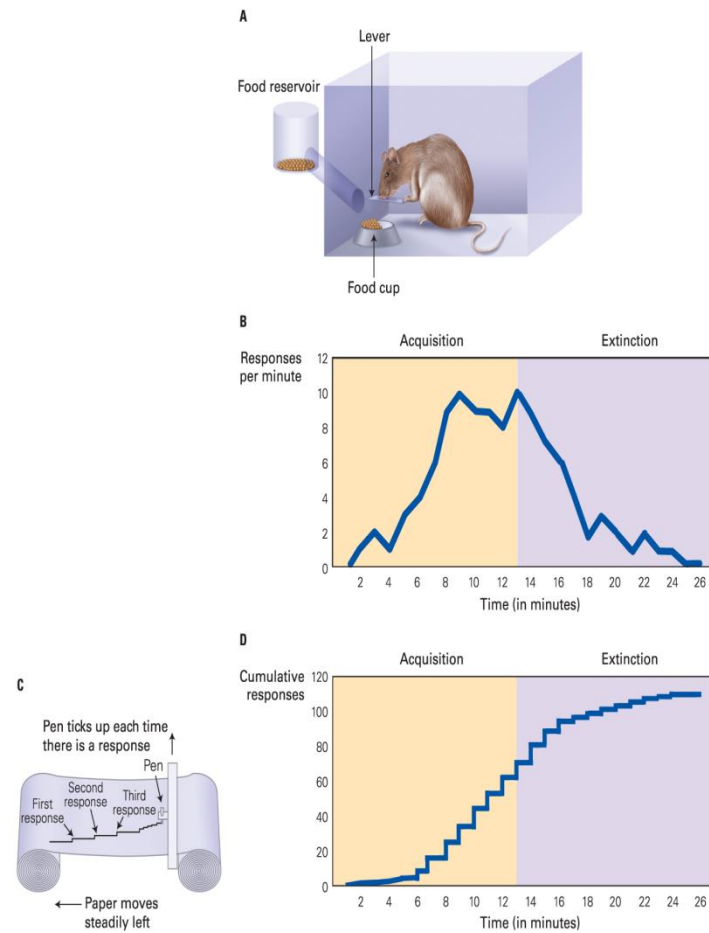 A
Lever
Food reservoir
Food cup
B
Acquisition
Extinction
Responses
per minute
12
10
8
6
4
2
0
2 4 6 8 10 12 14 16 18 20 22 24 26
Time (in minutes)
C
Pen ticks up each time
there is a response
Pen
Second
response
Third
response
First
response
Paper moves
steadily left
D
Acquisition
Extinction
Cumulative
responses
120
100
80
60
40
20
0
2 4 6 8 10 12 14 16 18 20 22 24 26
Time (in minutes)